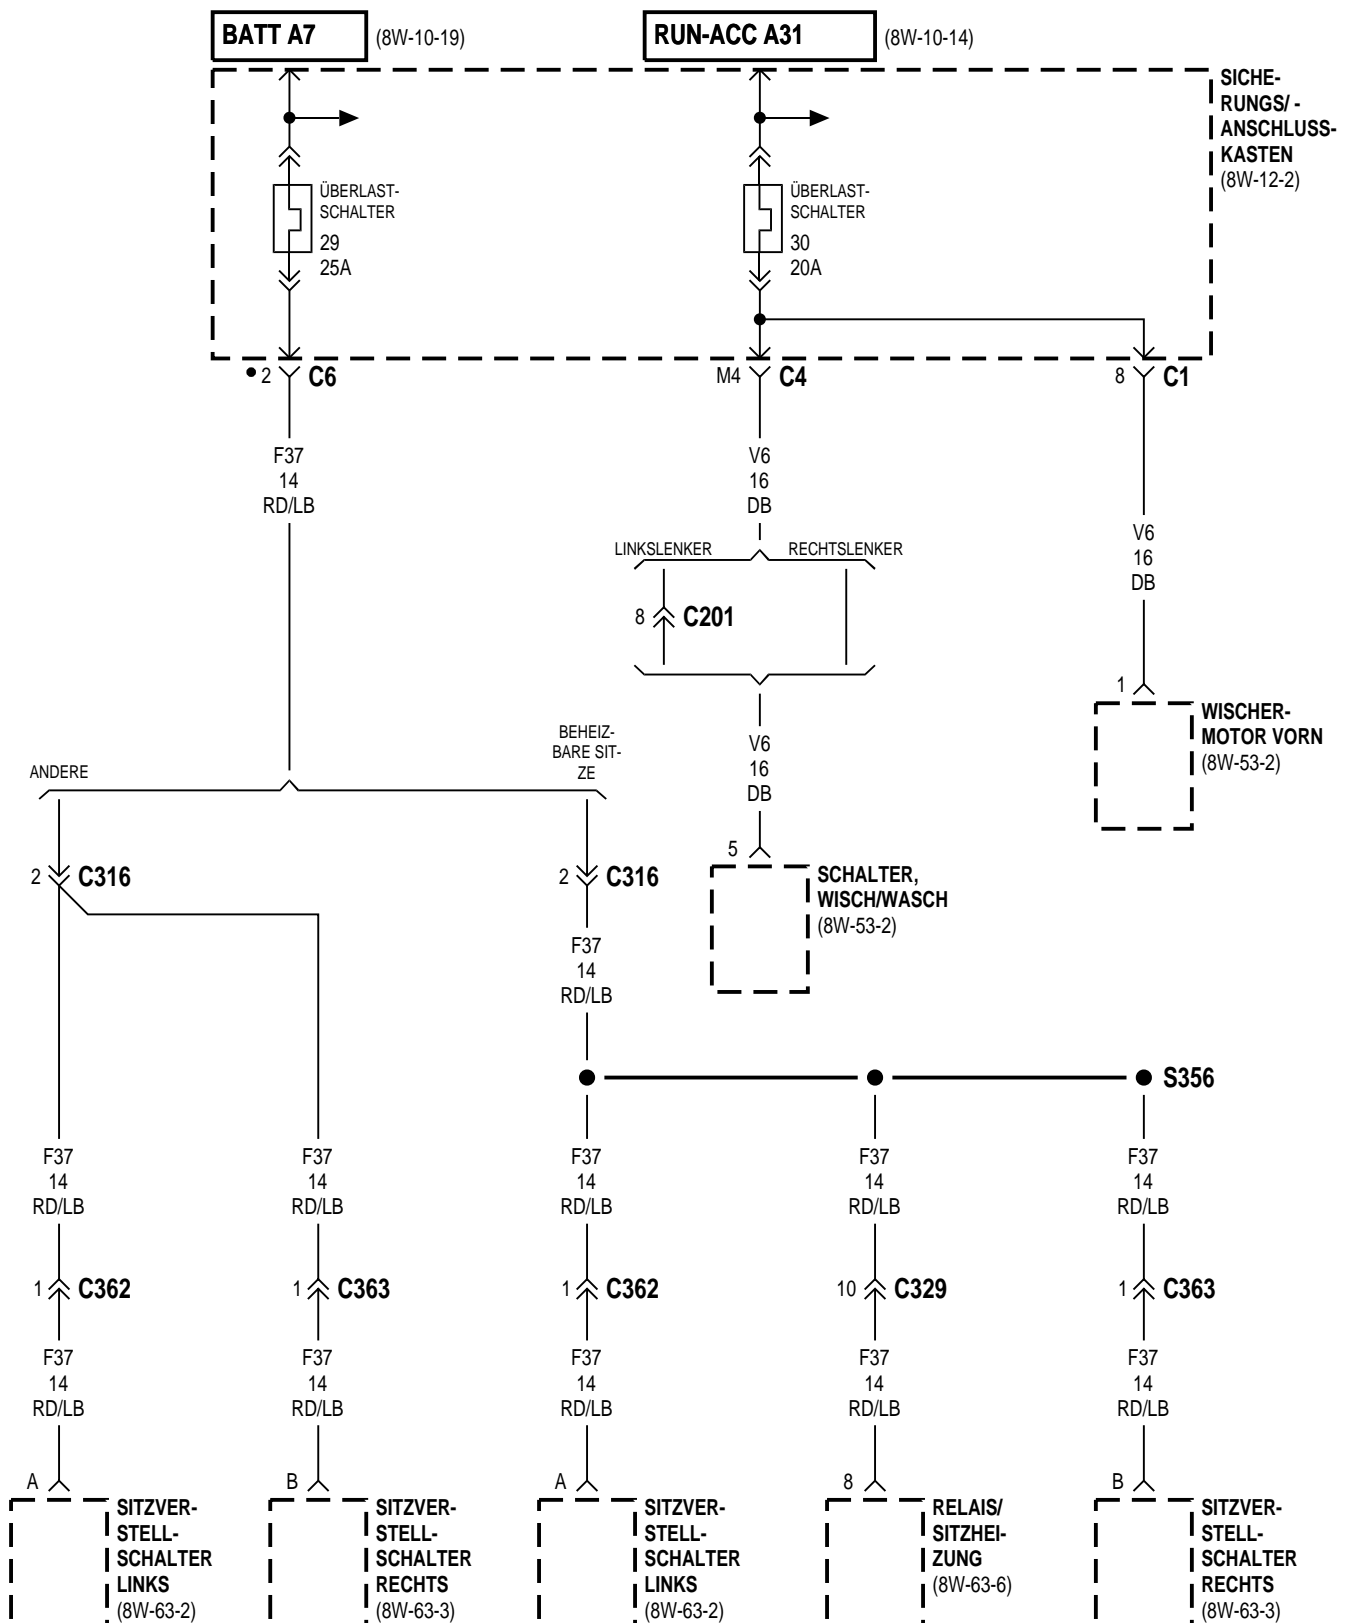 BATT A7
(8W-10-19)
RUN-ACC A31
(8W-10-14)
SICHE-
RUNGS/ -
ANSCHLUSS-
KASTEN
(8W-12-2)
ÜBERLAST-
SCHALTER
29
25A
ÜBERLAST-
SCHALTER
30
20A
2 C6
M4 C4
8 C1
F37
14
RD/LB
V6
16
DB
V6
16
DB
LINKSLENKER
RECHTSLENKER
8 C201
1
WISCHER-
MOTOR VORN
(8W-53-2)
V6
16
DB
ANDERE
BEHEIZ-
BARE SIT-
ZE
5
SCHALTER,
WISCH/WASCH
(8W-53-2)
2 C316
2 C316
F37
14
RD/LB
S356
F37
14
RD/LB
F37
14
RD/LB
F37
14
RD/LB
F37
14
RD/LB
F37
14
RD/LB
1 C362
1 C363
1 C362
10 C329
1 C363
F37
14
RD/LB
F37
14
RD/LB
F37
14
RD/LB
F37
14
RD/LB
F37
14
RD/LB
A
SITZVER-
STELL-
SCHALTER
LINKS
(8W-63-2)
B
SITZVER-
STELL-
SCHALTER
RECHTS
(8W-63-3)
A
SITZVER-
STELL-
SCHALTER
LINKS
(8W-63-2)
8
RELAIS/
SITZHEI-
ZUNG
(8W-63-6)
B
SITZVER-
STELL-
SCHALTER
RECHTS
(8W-63-3)